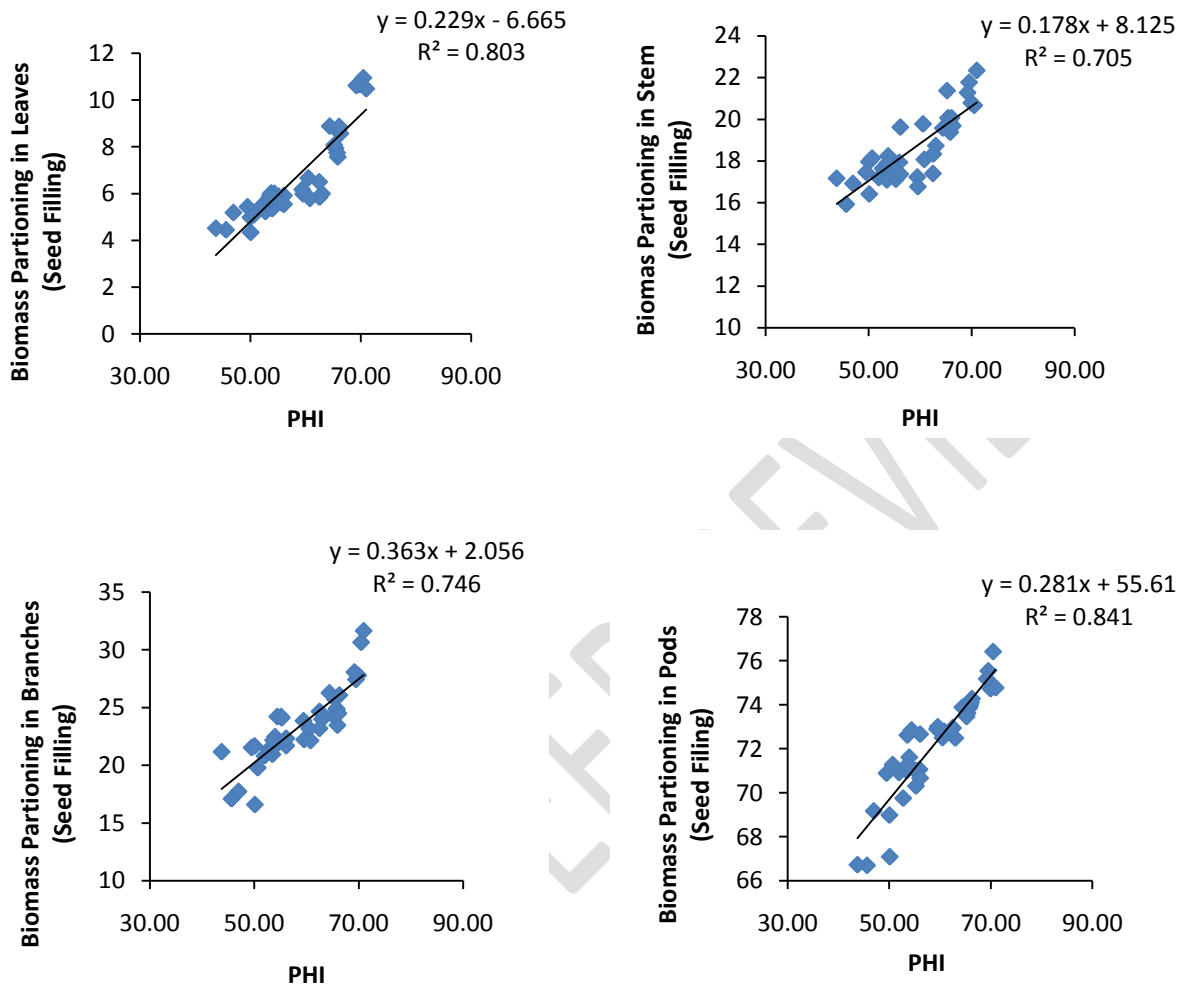 y = 0.229x - 6.665
R² = 0.803
Biomass Partioning in Leaves
(Seed Filling)
12
10
8
6
4
2
0
30.00 50.00 70.00 90.00
PHI
y = 0.178x + 8.125
R² = 0.705
Biomas Partioning in Stem
(Seed Filling)
24
22
20
18
16
14
12
10
30.00 50.00 70.00 90.00
PHI
y = 0.363x + 2.056
R² = 0.746
Biomass Partioning in Branches
(Seed Filling)
35
30
25
20
15
10
30.00 50.00 70.00 90.00
PHI
y = 0.281x + 55.61
R² = 0.841
Biomass Partioning in Pods
(Seed Filling)
78
76
74
72
70
68
66
30.00 50.00 70.00 90.00
PHI